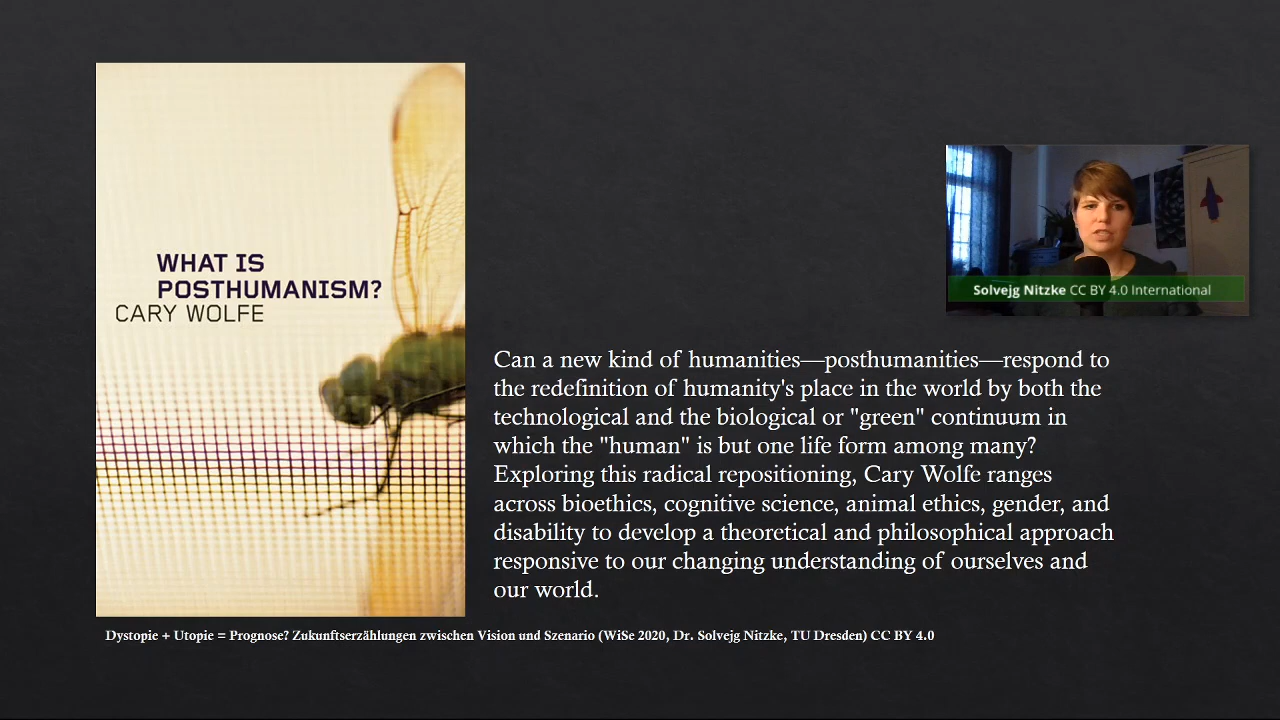 WHAT IS
POSTHUMANISM?
CARY WOLFE
Solvejg Nitzke CC BY 4.0 International
Can a new kind of humanities—posthumanities—respond to
the redefinition of humanity's place in the world by both the
technological and the biological or "green" continuum in
which the "human" is but one life form among many?
Exploring this radical repositioning, Cary Wolfe ranges
across bioethics, cognitive science, animal ethics, gender, and
disability to develop a theoretical and philosophical approach
responsive to our changing understanding of ourselves and
our world.
Dystopie + Utopie = Prognose? Zukunftserzählungen zwischen Vision und Szenario (WiSe 2020, Dr. Solvejg Nitzke, TU Dresden) CC BY 4.0